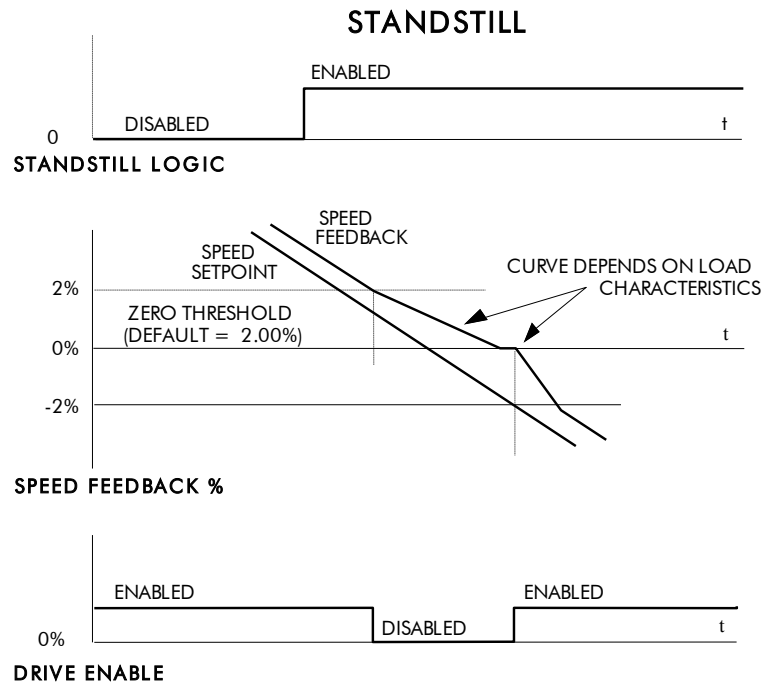 STANDSTILL
ENABLED
DISABLED
t
0
STANDSTILL LOGIC
SPEED
FEEDBACK
SPEED
SETPOINT
CURVE DEPENDS ON LOAD
CHARACTERISTICS
2%
ZERO THRESHOLD
(DEFAULT = 2.00%)
t
0%
-2%
SPEED FEEDBACK %
ENABLED
ENABLED
DISABLED
t
0%
DRIVE ENABLE